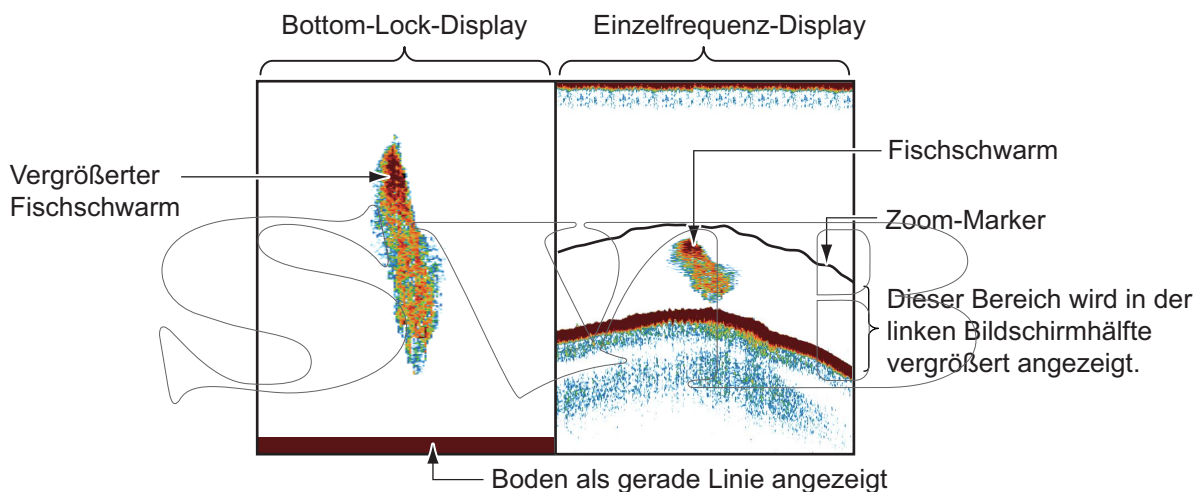 Bottom-Lock-Display
Einzelfrequenz-Display
Vergrößerter
Fischschwarm
Fischschwarm
Zoom-Marker
Dieser Bereich wird in der
linken Bildschirmhälfte
vergrößert angezeigt.
Boden als gerade Linie angezeigt